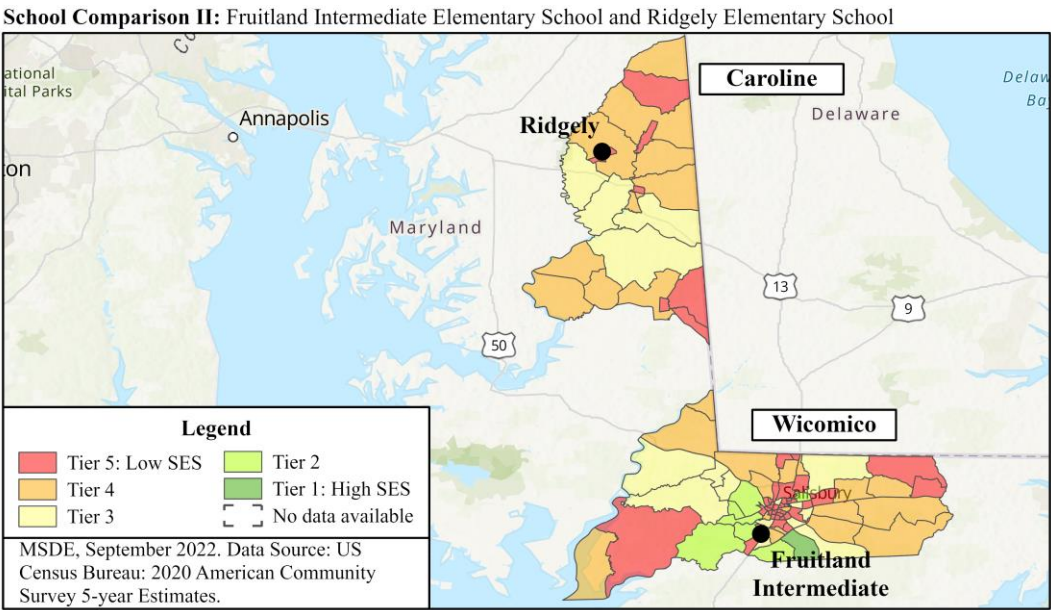 School Comparison II: Fruitland Intermediate Elementary School and Ridgely Elementary School
ational
ital Parks
Co
Annapolis
ton
Ridgely
Caroline
Delaware
Delaw
Bay
Maryland
13
9
50
Wicomico
Salisbury
Fruitland
Intermediate
Legend
Tier 5: Low SES
Tier 4
Tier 3
Tier 2
Tier 1: High SES
No data available
MSDE, September 2022. Data Source: US
Census Bureau: 2020 American Community
Survey 5-year Estimates.